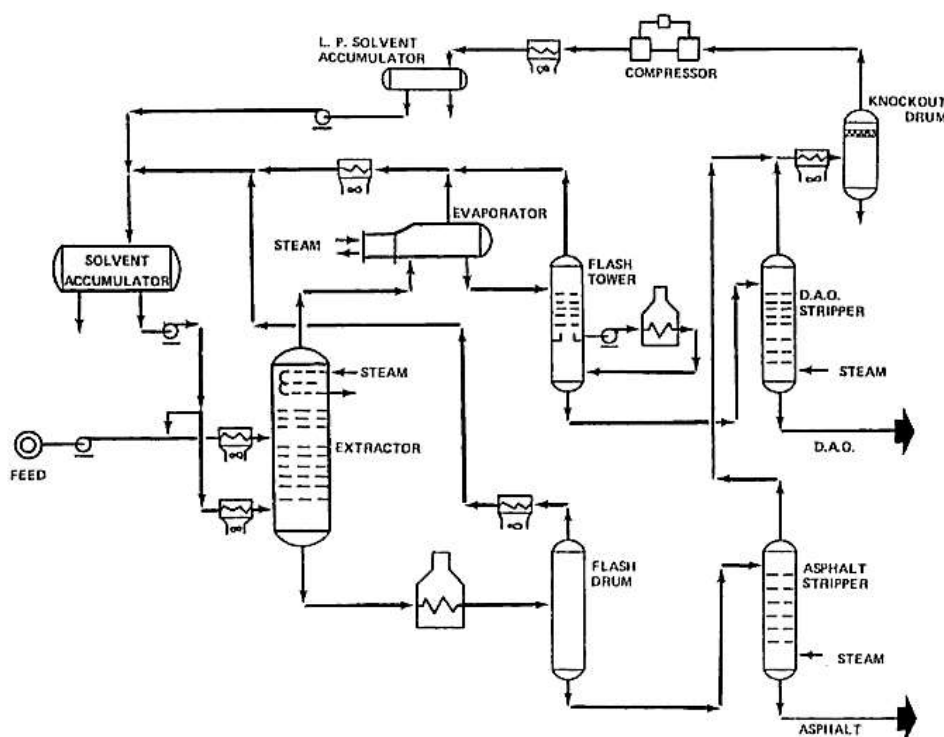 L. P. SOLVENT
ACCUMULATOR
COMPRESSOR
KNOCKOUT
DRUM
EVAPORATOR
STEAM
SOLVENT
ACCUMULATOR
FLASH
TOWER
D.A.O.
STRIPPER
STEAM
STEAM
EXTRACTOR
FEED
D.A.O.
FLASH
DRUM
ASPHALT
STRIPPER
STEAM
ASPHALT